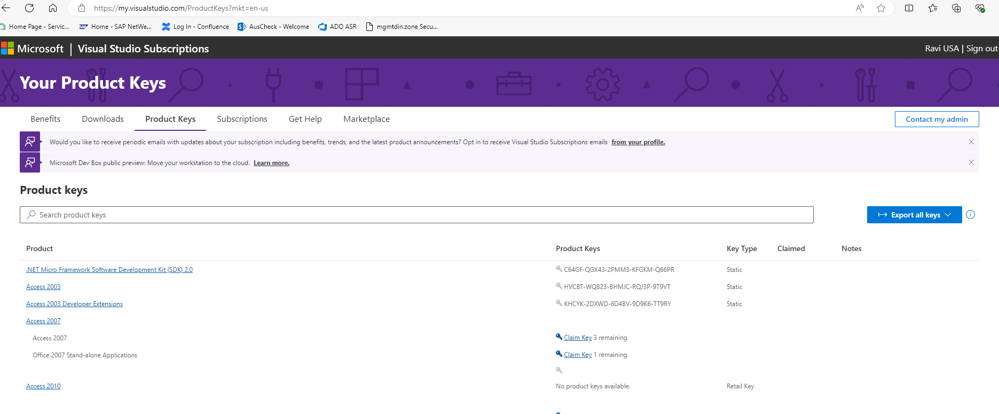 https://my.visualstudio.com/ProductKeys?mkt=en-us
Home Page - Servic...
Home - SAP NetWe...
Log In - Confluence
AusCheck - Welcome
ADO ASR
mgmtdin.zone Secu...
Microsoft | Visual Studio Subscriptions
Ravi USA | Sign out
Your Product Keys
Benefits
Downloads
Product Keys
Subscriptions
Get Help
Marketplace
Contact my admin
Would you like to receive periodic emails with updates about your subscription including benefits, trends, and the latest product announcements? Opt in to receive Visual Studio Subscriptions emails from your profile.
Microsoft Dev Box public preview: Move your workstation to the cloud. Learn more.
Product keys
Search product keys
Export all keys
Product Product Keys Key Type Claimed Notes
.NET Micro Framework Software Development Kit (SDK) 2.0 C64GF-QGX43-2PMM3-KFGKM-Q66PR Static
Access 2003 HVCBT-WQ823-BHMJC-RQJ3P-9T9VT Static
Access 2003 Developer Extensions KHCYK-2DXWD-6D4BV-9D9K6-TT9RY Static
Access 2007
Access 2007 Claim Key 3 remaining
Office 2007 Stand-alone Applications Claim Key 1 remaining
Access 2010 No product keys available. Retail Key